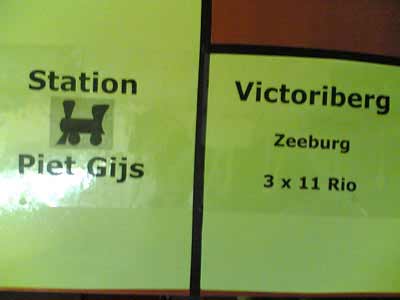 Station
Piet Gijs
Victoriberg
Zeeburg
3 x 11 Rio